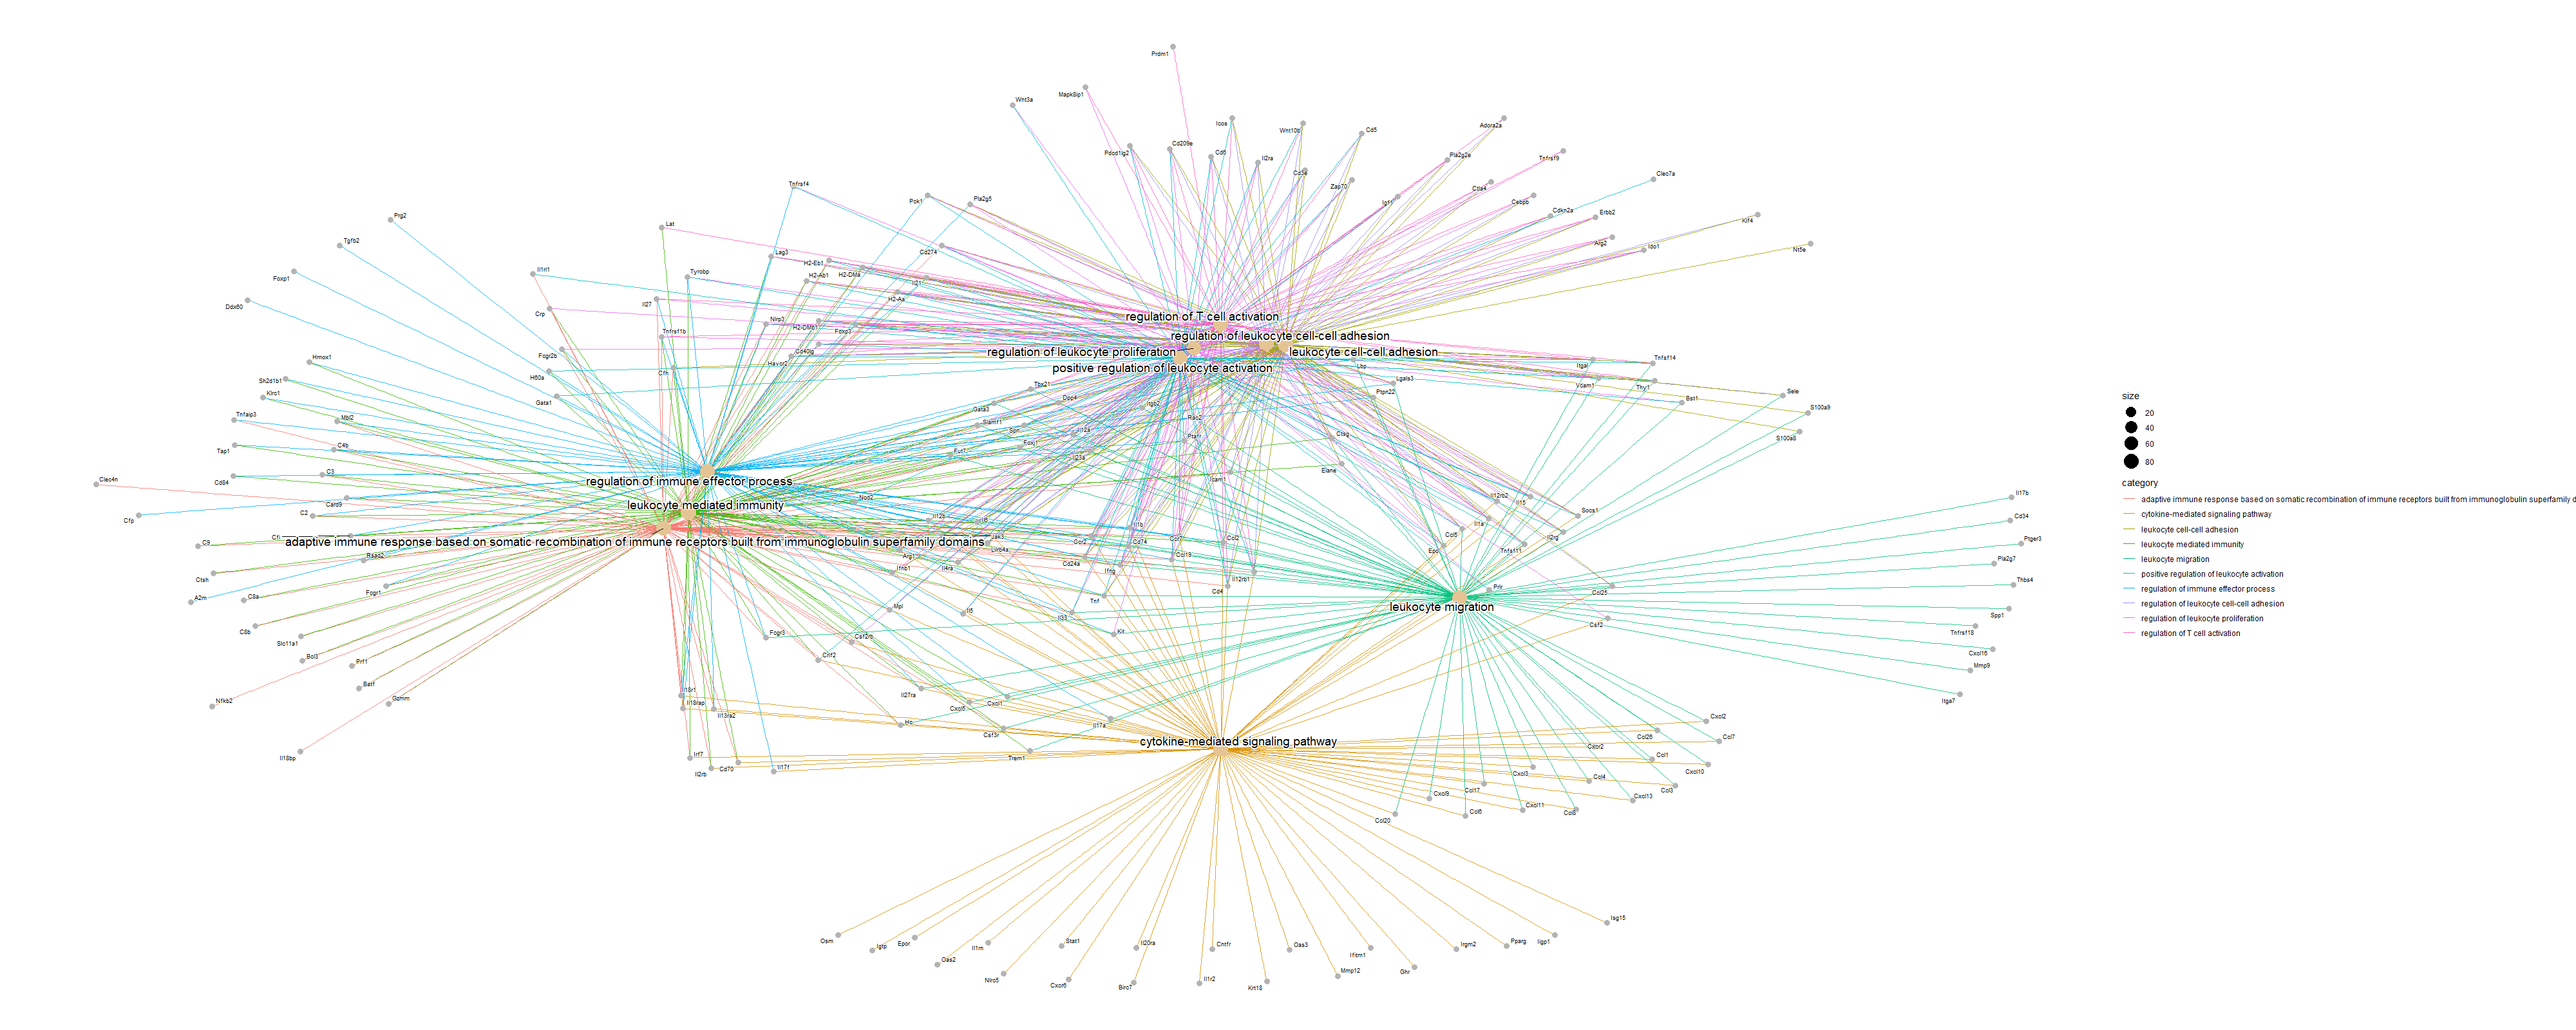 Prdm1
Mapk8ip1
Wnt3a
Icos
Wnt10b
Cd5
Adora2a
Pdcd1lg2
Cd209e
Cd6
Il2ra
Cd3e
Zap70
Pla2g2e
Tnfrsf9
Ctla4
Clec7a
Tnfrsf4
Pck1
Pla2g5
Igf1
Cebpb
Cdkn2a
Erbb2
Klf4
Prg2
Lat
Tgfb2
Lag3
Cd274
Arg2
Ido1
Nt5e
Foxp1
Il1rl1
Tyrobp
H2-Eb1
H2-Ab1
H2-DMa
Il21
Ddx60
Crp
Il27
H2-Aa
Nlrp3
H2-DMb1
Foxp3
Tnfrsf1b
regulation of T cell activation
regulation of leukocyte cell-cell adhesion
regulation of leukocyte proliferation
leukocyte cell-cell adhesion
positive regulation of leukocyte activation
Hmox1
Fcgr2b
Cd40lg
Havcr2
H60a
Cfh
Lbp
Itgal
Tnfsf14
Sh2d1b1
Klrc1
Gata1
Tbx21
Dpp4
Lgals3
Ptpn22
Vcam1
Thy1
Sele
Bst1
Tnfaip3
Mbl2
Gata3
Itgb2
Rac2
S100a9
Slamf1
Spn
Il12a
Ptafr
Ctsg
S100a8
Tap1
C4b
Foxj1
Fut1
Il23a
Elane
Icam1
Cd84
C3
Clec4n
regulation of immune effector process
Nod2
Card9
C2
Cfp
leukocyte mediated immunity
Il12b
Il6
Il1b
Il12rb2
Il15
Il1a
Socs1
Il17b
Cd34
C9
Cfi
adaptive immune response based on somatic recombination of immune receptors built from immunoglobulin superfamily domains
Jak3
Lilrb4a
Ccr2
Cd74
Ccr7
Ccl2
Ccl19
Ccl5
Epo
Il2rg
Tnfsf11
Ptger3
Rsad2
Arg1
Ifnb1
Il4ra
Cd24a
Ifng
Il12rb1
Cd4
Pla2g7
Ctsh
Fcgr1
C8a
A2m
Prlr
Ccl25
Thbs4
leukocyte migration
Mpl
Il5
Tnf
Il33
Kit
Csf2
Spp1
Tnfrsf18
C8b
Slc11a1
Fcgr3
Csf2rb
Crlf2
Cxcl16
Bcl3
Prf1
Mmp9
Batf
Gzmm
Nfkb2
Il18r1
Il18rap
Il13ra2
Il27ra
Cxcl5
Cxcl1
Itga7
Hc
Csf3r
Il17a
Cxcl2
Ccl26
Ccl7
cytokine-mediated signaling pathway
Cxcr2
Il18bp
Irf7
Il2rb
Cd70
Il17f
Trem1
Ccl1
Cxcl10
Cxcl3
Ccl4
Ccl17
Ccl3
Cxcl9
Cxcl13
Cxcl11
Ccl20
Ccl6
Ccl8
Osm
Igtp
Epor
Oas2
Il1rn
Nlrc5
Stat1
Cxcr6
Il20ra
Birc7
Cntfr
Il1r2
Oas3
Krt18
Ifitm1
Mmp12
Ghr
Irgm2
Pparg
Iigp1
Isg15
size
20
40
60
80
category
adaptive immune response based on somatic recombination of immune receptors built from immunoglobulin superfamily d
cytokine-mediated signaling pathway
leukocyte cell-cell adhesion
leukocyte mediated immunity
leukocyte migration
positive regulation of leukocyte activation
regulation of immune effector process
regulation of leukocyte cell-cell adhesion
regulation of leukocyte proliferation
regulation of T cell activation